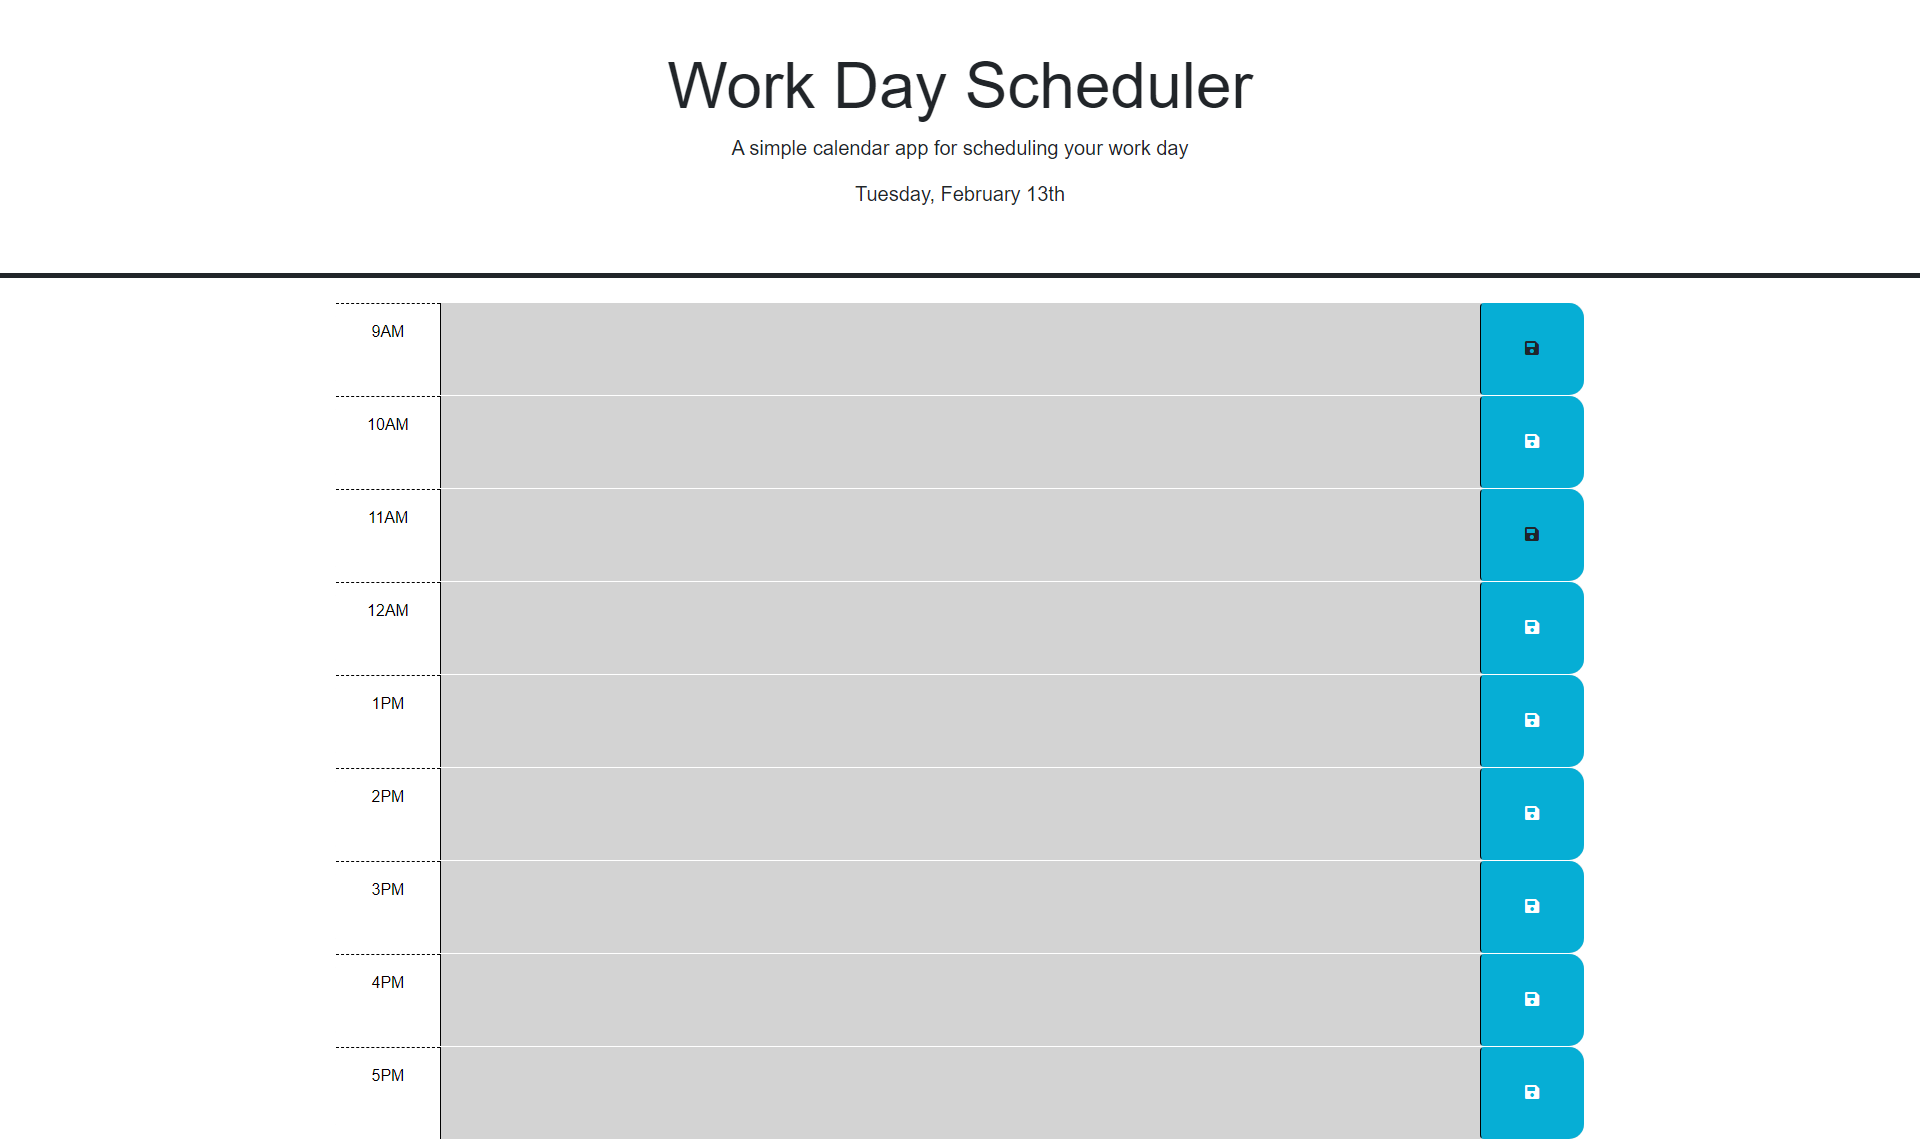 Work Day Scheduler
A simple calendar app for scheduling your work day
Tuesday, February 13th
9AM
10AM
11AM
12AM
1PM
2PM
3PM
4PM
5PM